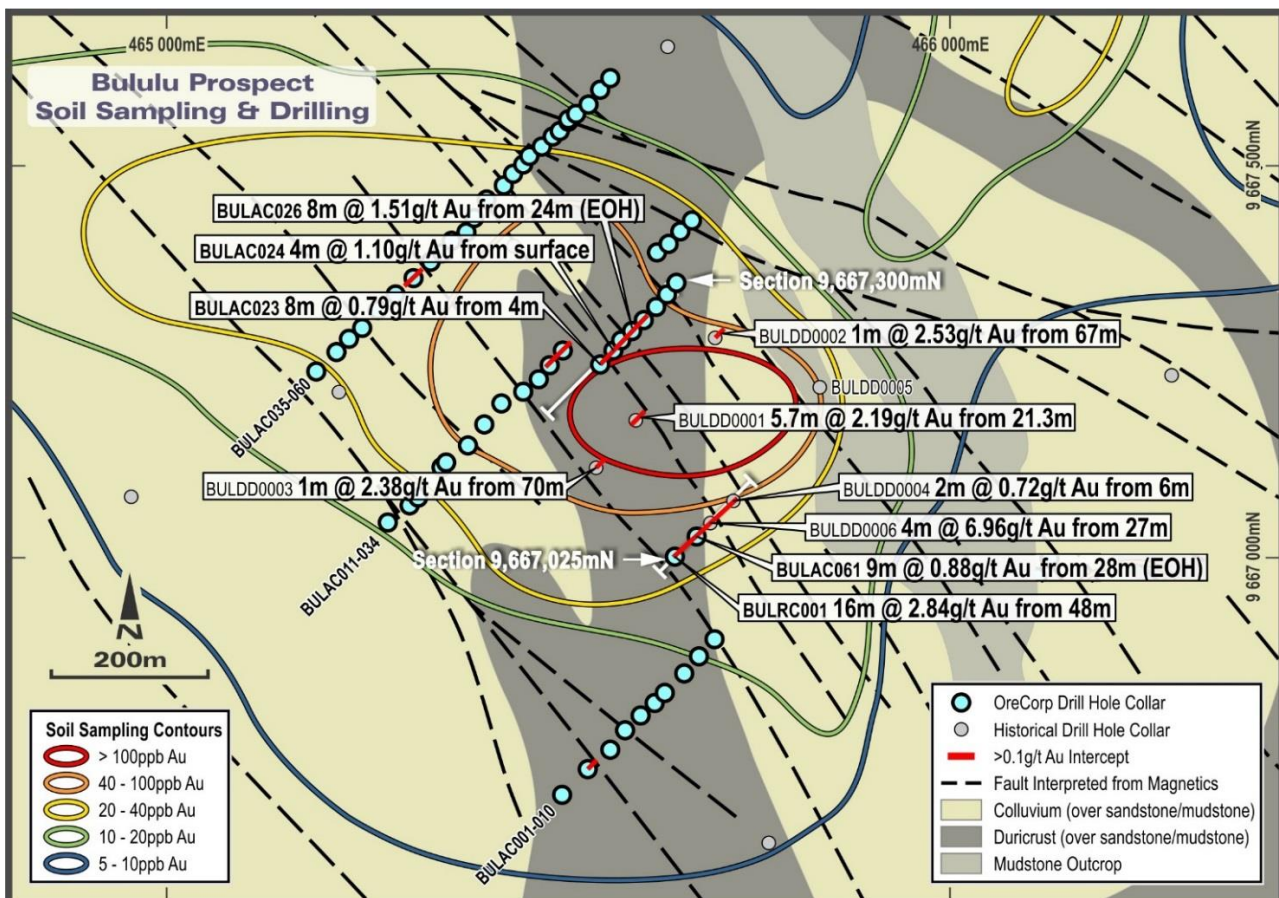 465 000mE
466 000mE
Bululu Prospect
Soil Sampling & Drilling
9 667 500mN
BULAC026 8m @ 1.51g/t Au from 24m (EOH)
BULAC024 4m @ 1.10g/t Au from surface
Section 9,667,300mN
BULAC023 8m @ 0.79g/t Au from 4m
BULDD0002 1m @ 2.53g/t Au from 67m
BULDD0005
BULAC035-060
BULDD0001 5.7m @ 2.19g/t Au from 21.3m
BULDD0003 1m @ 2.38g/t Au from 70m
BULDD0004 2m @ 0.72g/t Au from 6m
BULDD0006 4m @ 6.96g/t Au from 27m
Section 9,667,025mN
BULAC061 9m @ 0.88g/t Au from 28m (EOH)
9 667 000mN
BULAC011-034
BULRC001 16m @ 2.84g/t Au from 48m
N
200m
BULAC001-010
Soil Sampling Contours
> 100ppb Au
40 - 100ppb Au
20 - 40ppb Au
10 - 20ppb Au
5 - 10ppb Au
OreCorp Drill Hole Collar
Historical Drill Hole Collar
>0.1g/t Au Intercept
Fault Interpreted from Magnetics
Colluvium (over sandstone/mudstone)
Duricrust (over sandstone/mudstone)
Mudstone Outcrop